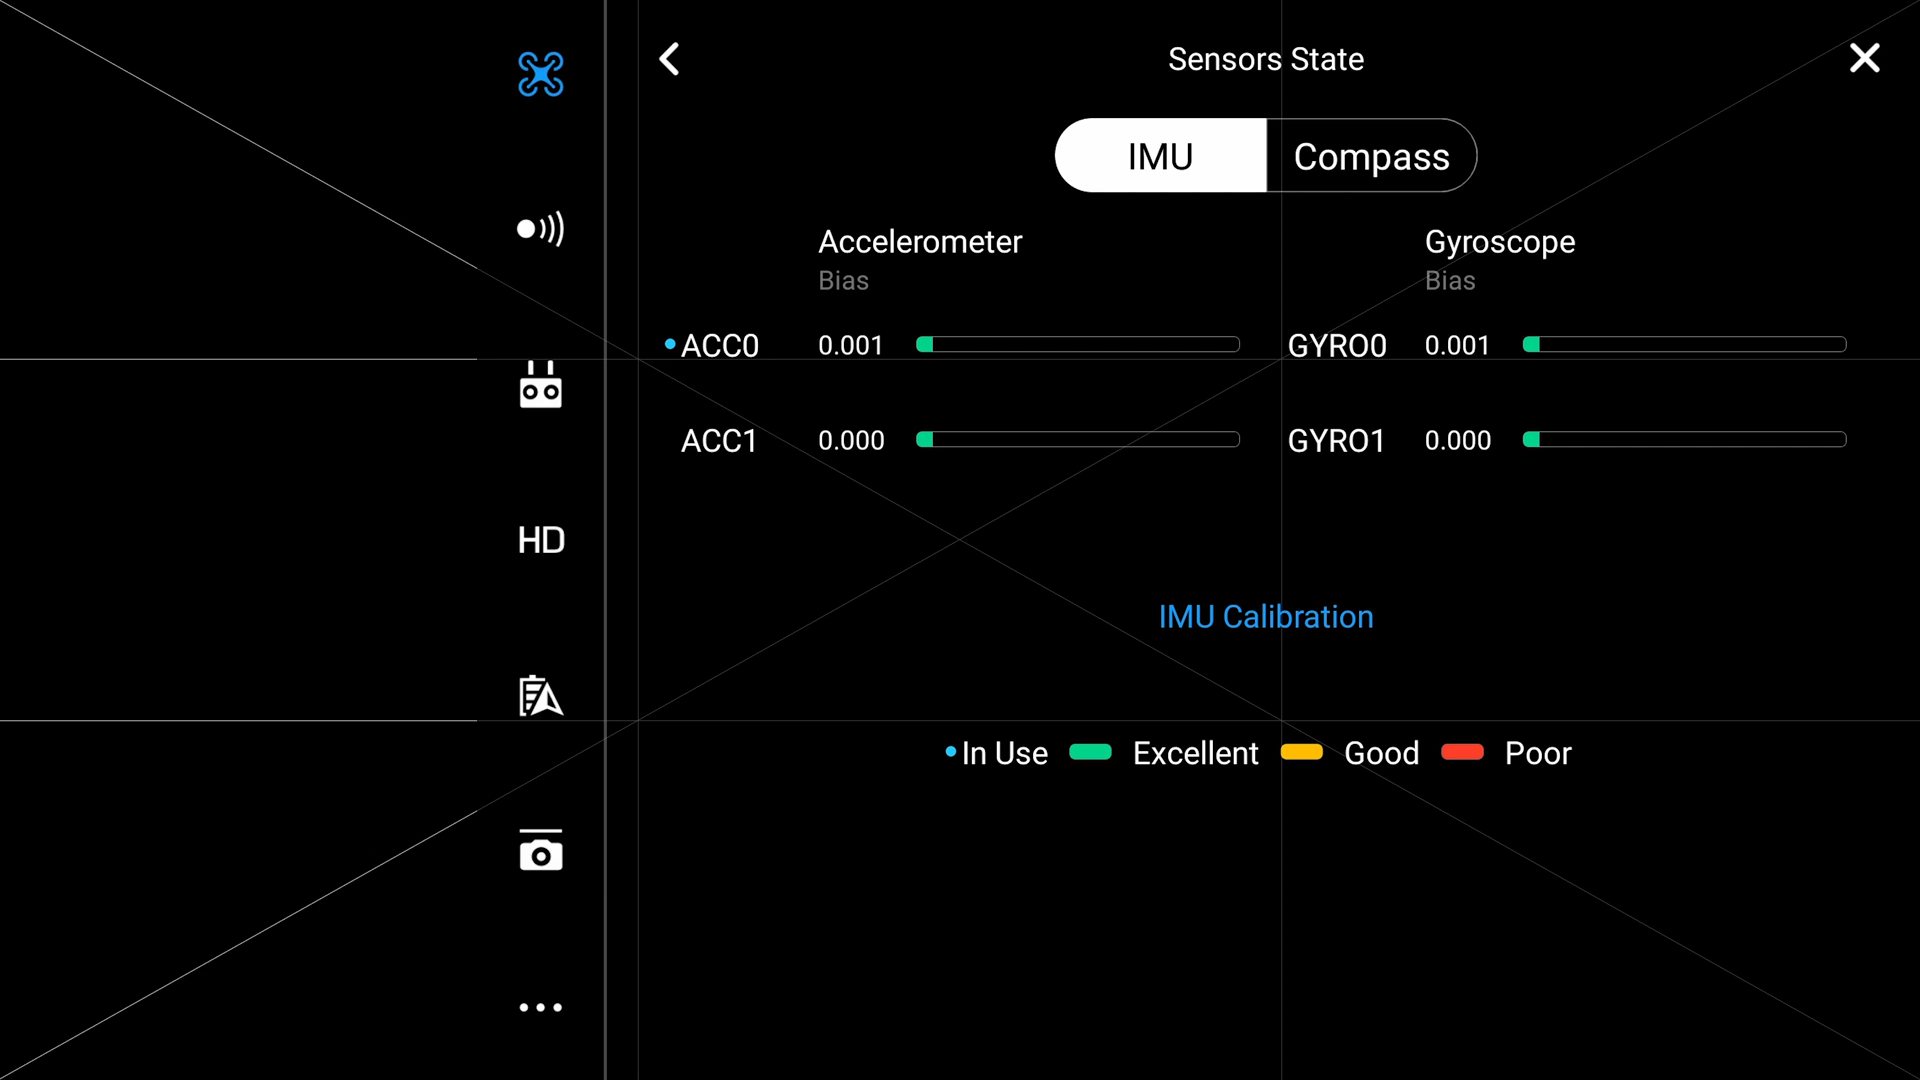 Sensors State
IMU Compass
Accelerometer Gyroscope
Bias Bias
ACC0 0.001 GYRO0 0.001
ACC1 0.000 GYRO1 0.000
HD
IMU Calibration
In Use Excellent Good Poor